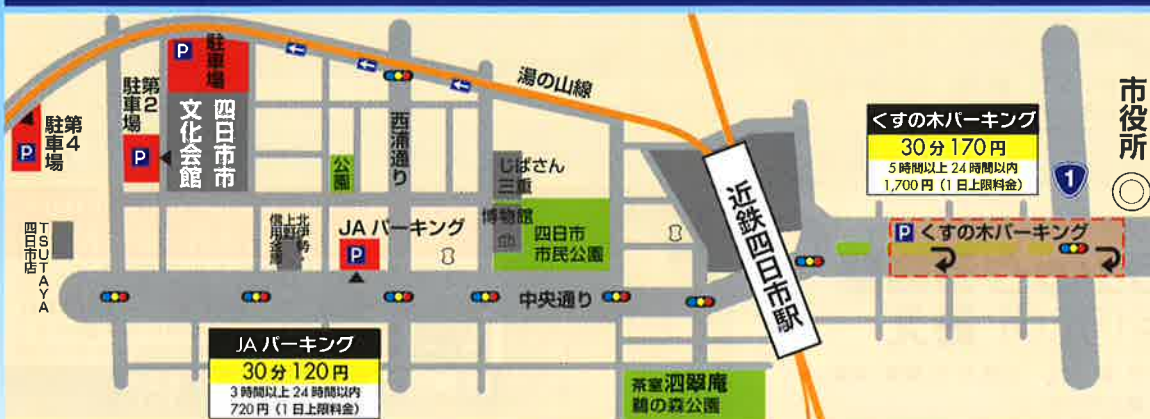 湯の山線
P
駐車場
四日市市
文化会館
第2
駐車場
P
第4
駐車場
P
公園
西浦通り
じばさん
三重
博物館
四日市
市民公園
北伊勢
上野
信用金庫
JAパーキング
P
TSUTAYA
四日市店
中央通り
近鉄四日市駅
くすの木パーキング
30分170円
5時間以上24時間以内
1,700円(1日上限料金)
1
市役所
P くすの木パーキング
JAパーキング
30分120円
3時間以上24時間以内
720円(1日上限料金)
茶室泗翠庵
鵜の森公園